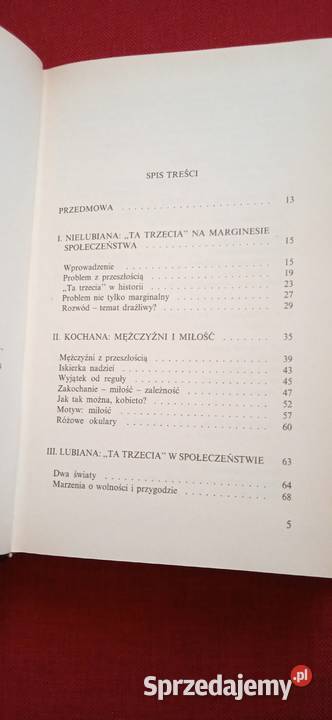 SPIS TREŚCI
PRZEDMOWA . . . . . . . . . . . . . . . . 13
I. NIELUBIANA: „TA TRZECIA” NA MARGINESIE
SPOŁECZEŃSTWA . . . . . . . . . . . . . 15
Wprowadzenie . . . . . . . . . . . . . . 15
Problem z przeszłością . . . . . . . . . . . 19
„Ta trzecia” w historii . . . . . . . . . . . 23
Problem nie tylko marginalny . . . . . . . . . 27
Rozwód – temat drażliwy? . . . . . . . . . . 29
II. KOCHANA: MĘŻCZYŹNI I MIŁOŚĆ . . . . . . 35
Mężczyźni z przeszłością . . . . . . . . . . 39
Iskierka nadziei . . . . . . . . . . . . . 43
Wyjątek od reguły . . . . . . . . . . . . 45
Zakochanie – miłość – zależność . . . . . . . . 47
Jak tak można, kobieto? . . . . . . . . . . . 52
Motyw: miłość . . . . . . . . . . . . . . 57
Różowe okulary . . . . . . . . . . . . . 60
III. LUBIANA: „TA TRZECIA” W SPOŁECZEŃSTWIE 63
Dwa światy . . . . . . . . . . . . . . . 64
Marzenia o wolności i przygodzie . . . . . . . . 68
5
Sprzedajemy.pl